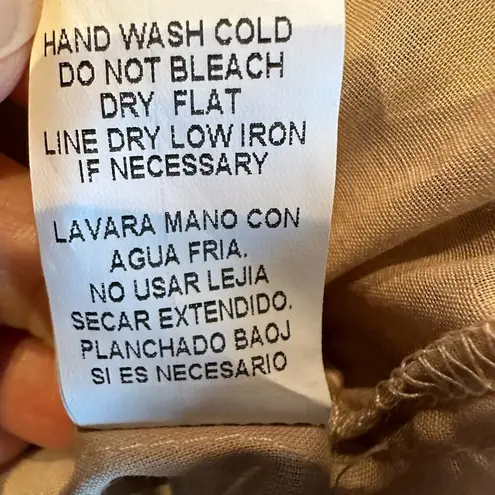 HAND WASH COLD
DO NOT BLEACH
DRY FLAT
LINE DRY LOW IRON
IF NECESSARY
LAVARA MANO CON
AGUA FRIA.
NO USAR LEJIA
SECAR EXTENDIDO.
PLANCHADO BAOJ
SI ES NECESARIO